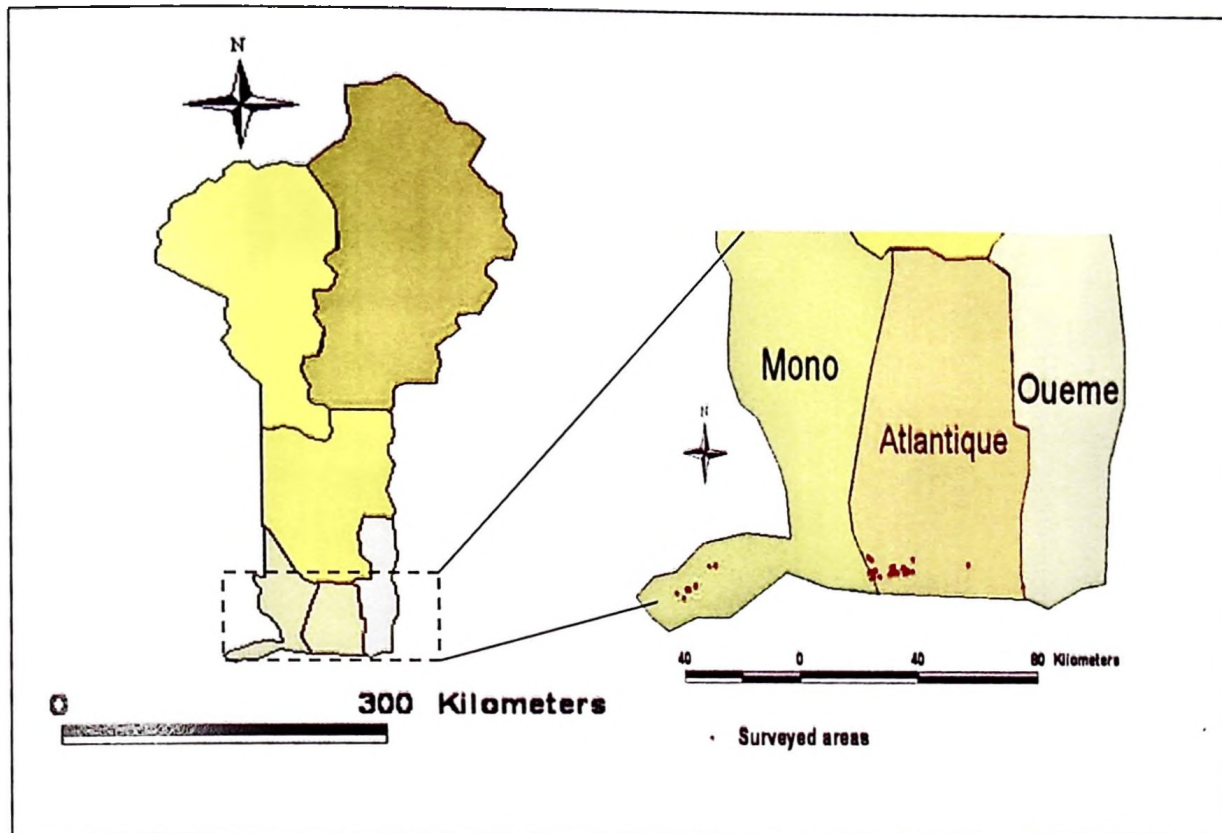 N
Mono
Oueme
N
Atlantique
40 0 40 80 Kilometers
0 300 Kilometers
Surveyed areas